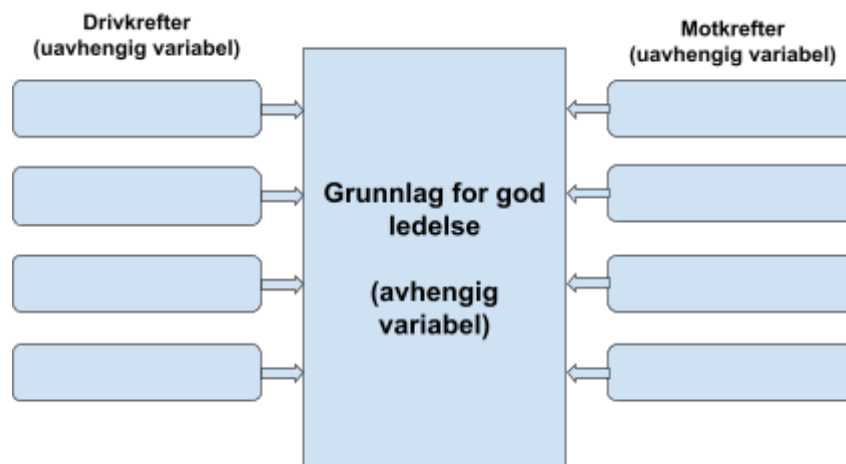 Drivkrefter
(uavhengig variabel)
Motkrefter
(uavhengig variabel)
Grunnlag for god
ledelse
(avhengig
variabel)